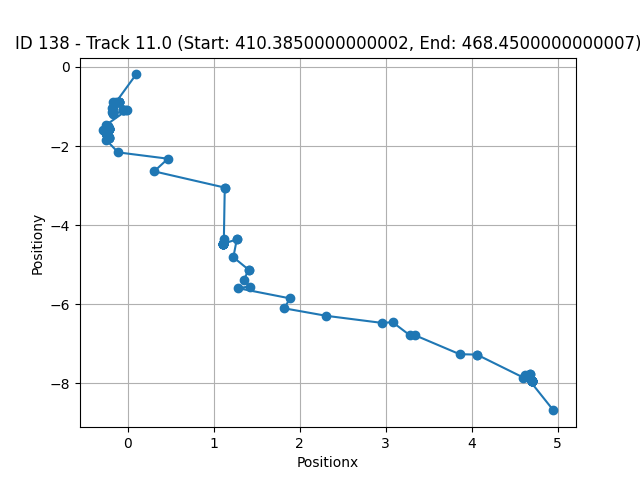 ID 138 - Track 11.0 (Start: 410.3850000000002, End: 468.4500000000007)
0
−2
−4
−6
−8
Positiony
0 1 2 3 4 5
Positionx